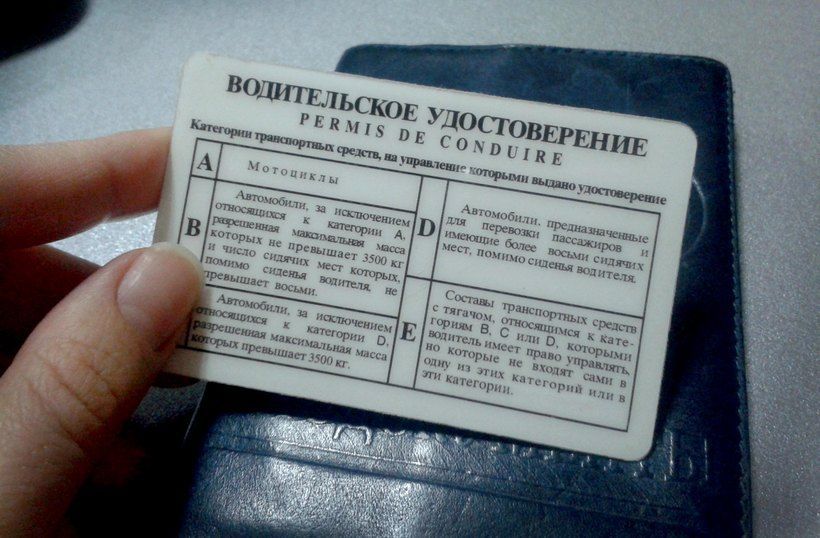 ВОДИТЕЛЬСКОЕ УДОСТОВЕРЕНИЕ
PERMIS DE CONDUIRE
Категории транспортных средств, на управление которыми выдано удостоверение
A
Мотоциклы
B
Автомобили, за исключением
относящихся к категории А,
разрешенная максимальная масса
которых не превышает 3500 кг
и число сидячих мест которых,
помимо сиденья водителя, не
превышает восьми.
Автомобили, за исключением
относящихся к категории D,
разрешенная максимальная масса
которых превышает 3500 кг.
D
Автомобили, предназначенные
для перевозки пассажиров и
имеющие более восьми сидячих
мест, помимо сиденья водителя.
E
Составы транспортных средств
с тягачом, относящимся к кате-
гориям В, С или D, которыми
водитель имеет право управлять,
но которые не входят сами в
одну из этих категорий или в
эти категории.